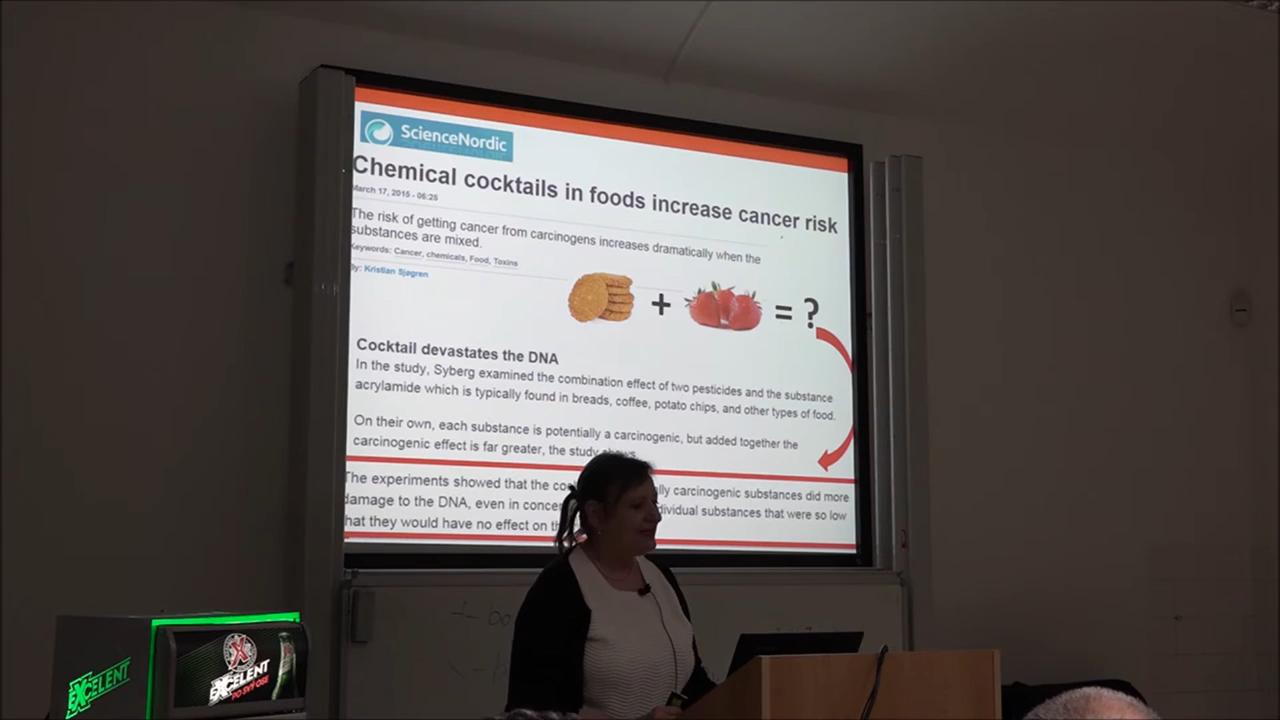 ScienceNordic
Chemical cocktails in foods increase cancer risk
March 17, 2015 - 06:25
The risk of getting cancer from carcinogens increases dramatically when the
substances are mixed.
Keywords: Cancer, chemicals, Food, Toxins
By: Kristian Sjøgren
+ = ?
Cocktail devastates the DNA
In the study, Syberg examined the combination effect of two pesticides and the substance
acrylamide which is typically found in breads, coffee, potato chips, and other types of food.
On their own, each substance is potentially a carcinogenic, but added together the
carcinogenic effect is far greater, the study shows.
The experiments showed that the carcinogenic substances did more
damage to the DNA, even in individual substances that were so low
that they would have no effect on
EXCELENT
EXCELENT
PO SVÝ OSE